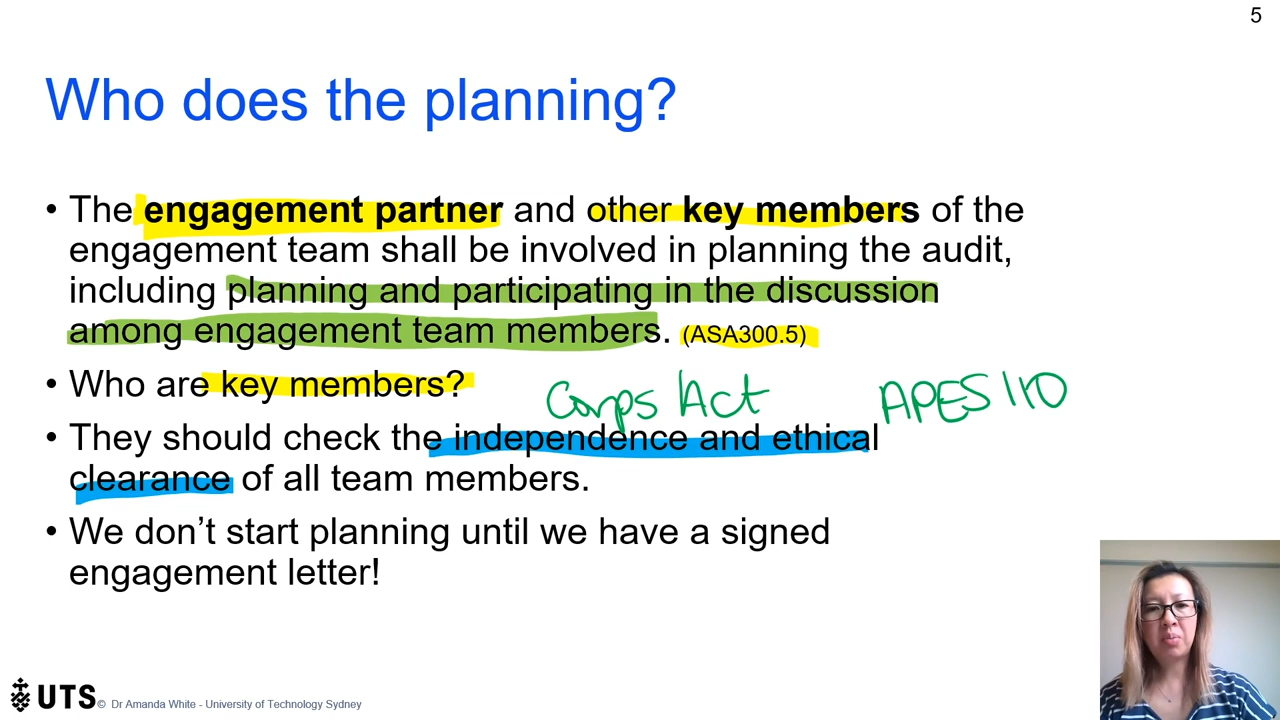 5
Who does the planning?
• The engagement partner and other key members of the
engagement team shall be involved in planning the audit,
including planning and participating in the discussion
among engagement team members. (ASA300.5)
• Who are key members?
Corps Act APES 110
• They should check the independence and ethical
clearance of all team members.
• We don't start planning until we have a signed
engagement letter!
UTS © Dr Amanda White - University of Technology Sydney